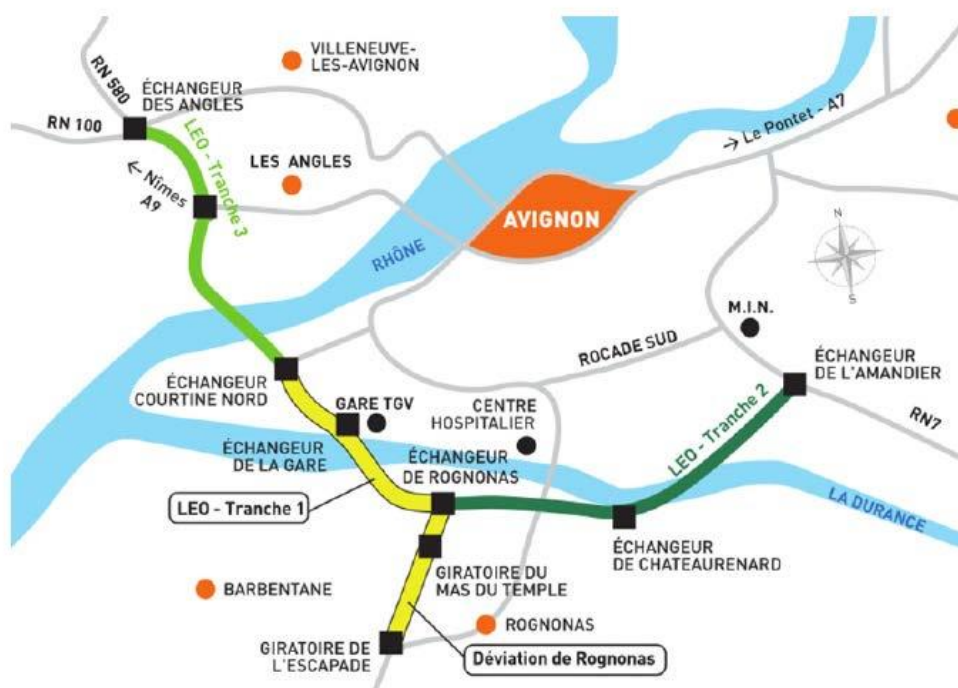 VILLENEUVE-
LES-AVIGNON
RN 580
ÉCHANGEUR
DES ANGLES
RN 100
LEO - Tranche 3
← Nîmes
A9
LES ANGLES
→ Le Pontet - A7
AVIGNON
RHÔNE
N
S
M.I.N.
ROCADE SUD
ÉCHANGEUR
DE L'AMANDIER
RN7
ÉCHANGEUR
COURTINE NORD
GARE TGV
CENTRE
HOSPITALIER
ÉCHANGEUR
DE LA GARE
ÉCHANGEUR
DE ROGNONAS
LEO - Tranche 2
LEO - Tranche 1
LA DURANCE
ÉCHANGEUR
DE CHATEAURENARD
GIRATOIRE DU
MAS DU TEMPLE
BARBENTANE
ROGNONAS
GIRATOIRE DE
L'ESCAPADE
Déviation de Rognonas